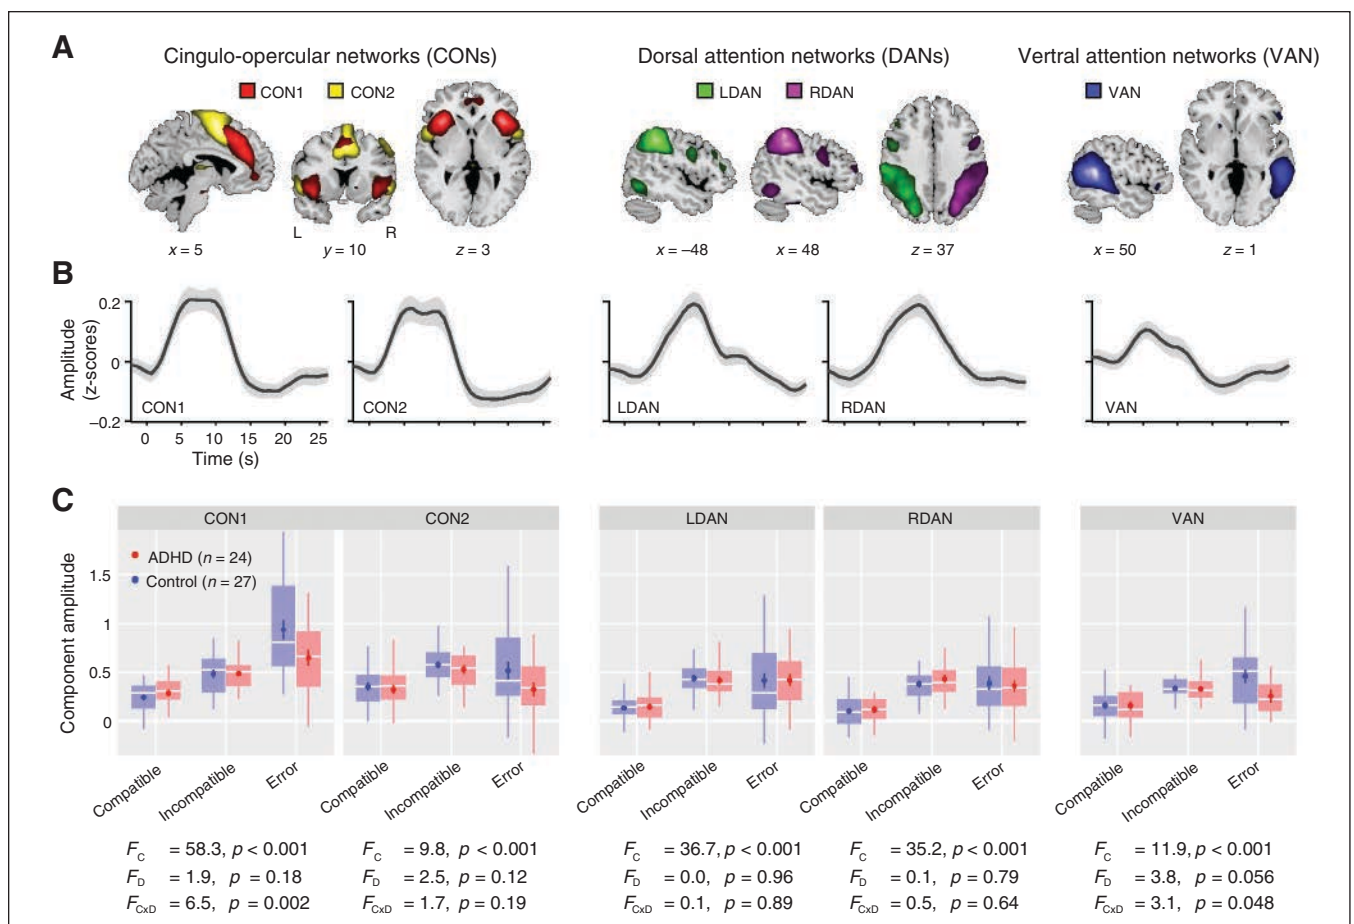 A
Cingulo-opercular networks (CONs)
Dorsal attention networks (DANs)
Vertral attention networks (VAN)
CON1 CON2
LDAN RDAN
VAN
L R
x = 5 y = 10 z = 3
x = –48 x = 48 z = 37
x = 50 z = 1
B
Amplitude
(z-scores)
0.2
0
–0.2
CON1
CON2
LDAN
RDAN
VAN
0 5 10 15 20 25
Time (s)
C
CON1 CON2 LDAN RDAN VAN
ADHD (n = 24)
Control (n = 27)
Component amplitude
1.5
1
0.5
0
Compatible Incompatible Error
Compatible Incompatible Error
Compatible Incompatible Error
Compatible Incompatible Error
Compatible Incompatible Error
FC = 58.3, p < 0.001
FD = 1.9, p = 0.18
FCxD = 6.5, p = 0.002
FC = 9.8, p < 0.001
FD = 2.5, p = 0.12
FCxD = 1.7, p = 0.19
FC = 36.7, p < 0.001
FD = 0.0, p = 0.96
FCxD = 0.1, p = 0.89
FC = 35.2, p < 0.001
FD = 0.1, p = 0.79
FCxD = 0.5, p = 0.64
FC = 11.9, p < 0.001
FD = 3.8, p = 0.056
FCxD = 3.1, p = 0.048